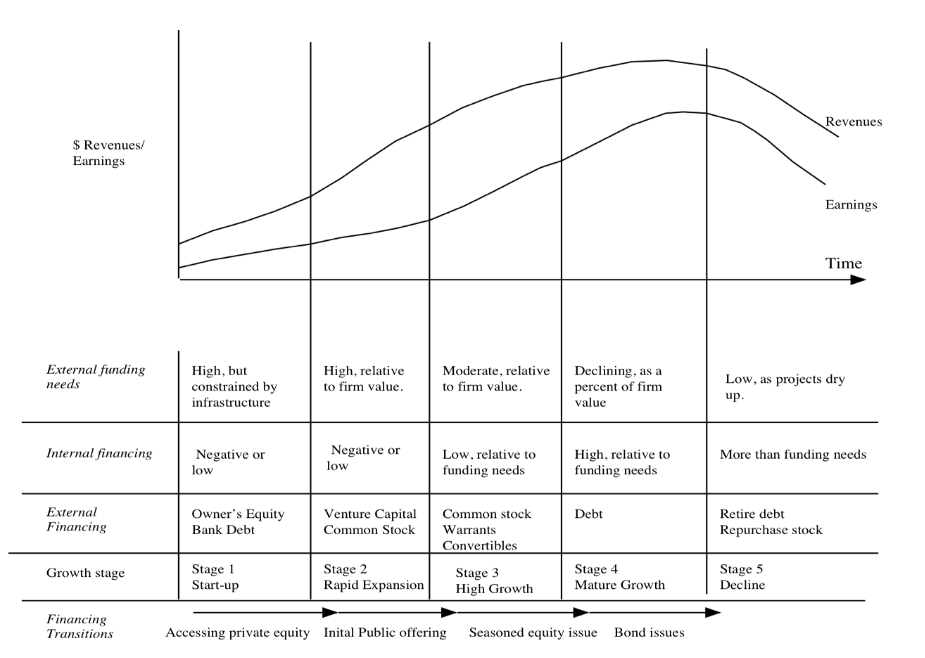 $ Revenues/
Earnings
Revenues
Earnings
Time
External funding
needs
High, but
constrained by
infrastructure
High, relative
to firm value.
Moderate, relative
to firm value.
Declining, as a
percent of firm
value
Low, as projects dry
up.
Internal financing
Negative or
low
Negative or
low
Low, relative to
funding needs
High, relative to
funding needs
More than funding needs
External
Financing
Owner's Equity
Bank Debt
Venture Capital
Common Stock
Common stock
Warrants
Convertibles
Debt
Retire debt
Repurchase stock
Growth stage
Stage 1
Start-up
Stage 2
Rapid Expansion
Stage 3
High Growth
Stage 4
Mature Growth
Stage 5
Decline
Financing
Transitions
Accessing private equity
Inital Public offering
Seasoned equity issue
Bond issues